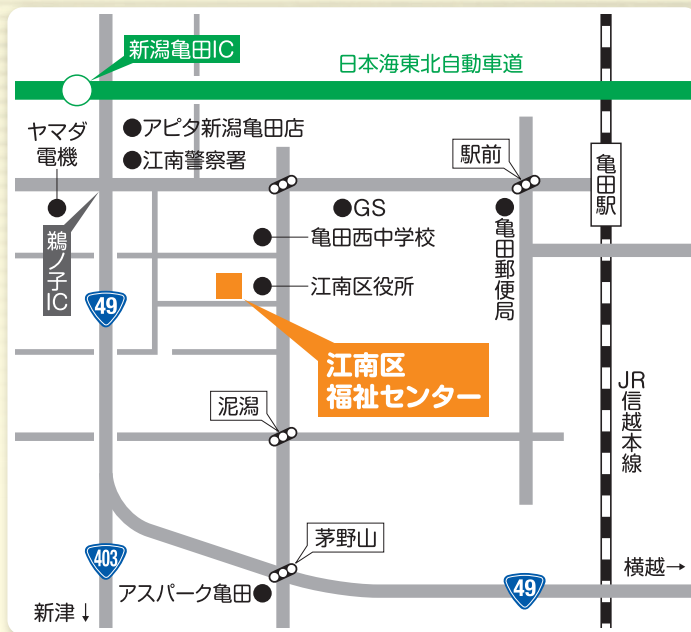 新潟亀田IC
日本海東北自動車道
ヤマダ
電機
●アピタ新潟亀田店
●江南警察署
駅前
亀田駅
●GS
鵜ノ子IC
亀田西中学校
亀田郵便局
江南区役所
49
江南区
福祉センター
JR信越本線
泥潟
茅野山
403
アスパーク亀田●
49
横越→
新津↓